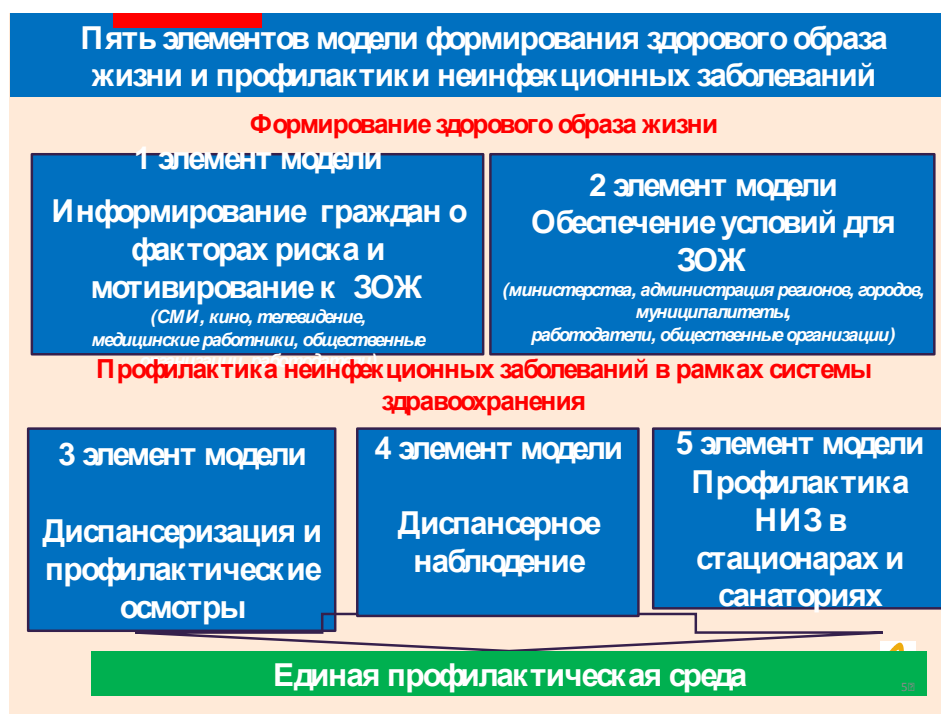 Пять элементов модели формирования здорового образа
жизни и профилактики неинфекционных заболеваний
Формирование здорового образа жизни
1 элемент модели
Информирование граждан о
факторах риска и
мотивирование к ЗОЖ
(СМИ, кино, телевидение,
медицинские работники, общественные
2 элемент модели
Обеспечение условий для
ЗОЖ
(министерства, администрация регионов, городов,
муниципалитеты,
работодатели, общественные организации)
Профилактика неинфекционных заболеваний в рамках системы
здравоохранения
3 элемент модели
Диспансеризация и
профилактические
осмотры
4 элемент модели
Диспансерное
наблюдение
5 элемент модели
Профилактика
НИЗ в
стационарах и
санаториях
Единая профилактическая среда